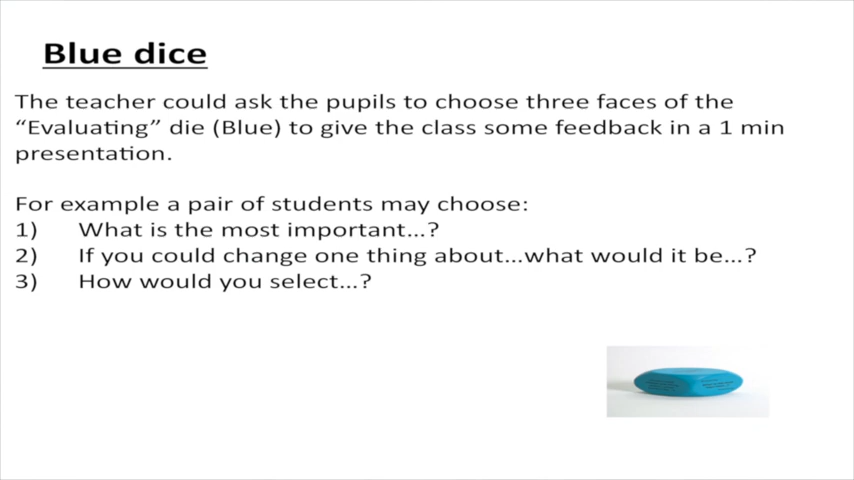 Blue dice
The teacher could ask the pupils to choose three faces of the
“Evaluating” die (Blue) to give the class some feedback in a 1 min
presentation.
For example a pair of students may choose:
1) What is the most important...?
2) If you could change one thing about...what would it be...?
3) How would you select...?